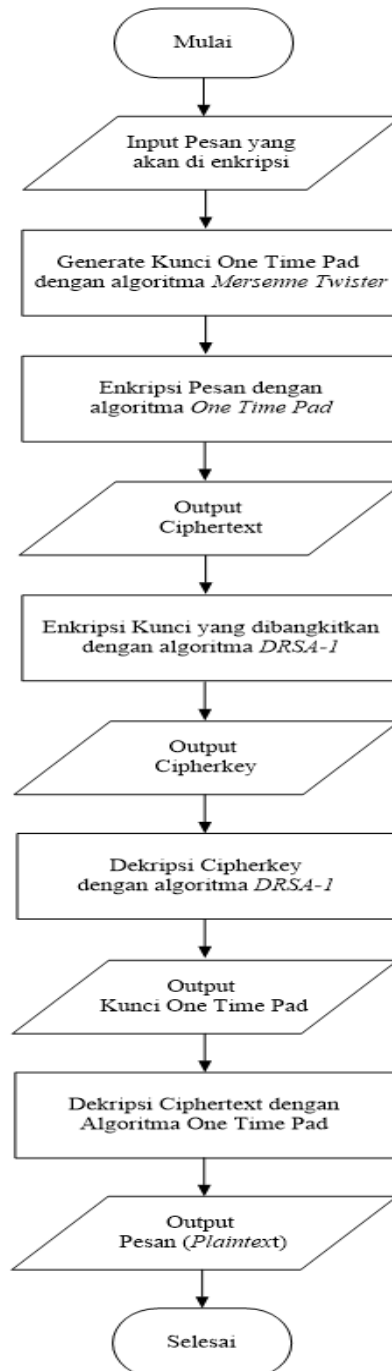 Mulai
Input Pesan yang
akan di enkripsi
Generate Kunci One Time Pad
dengan algoritma Mersenne Twister
Enkripsi Pesan dengan
algoritma One Time Pad
Output
Ciphertext
Enkripsi Kunci yang dibangkitkan
dengan algoritma DRSA-1
Output
Cipherkey
Dekripsi Cipherkey
dengan algoritma DRSA-1
Output
Kunci One Time Pad
Dekripsi Ciphertext dengan
Algoritma One Time Pad
Output
Pesan (Plaintext)
Selesai